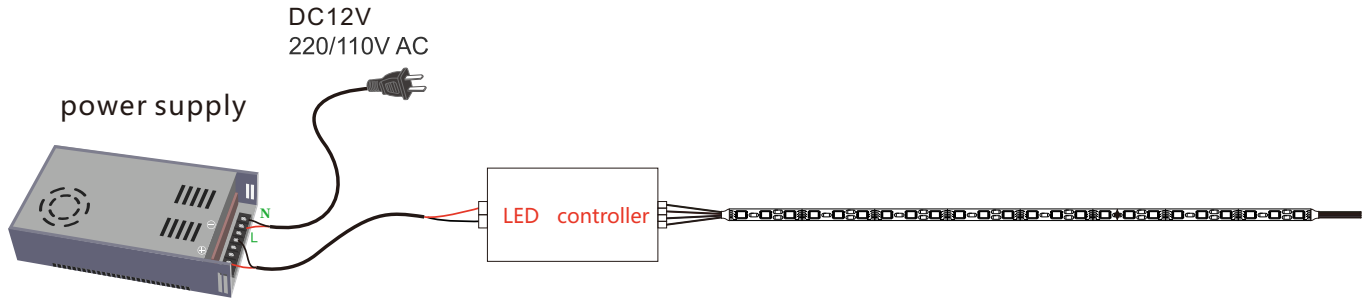 DC12V
220/110V AC
power supply
N
L
LED controller